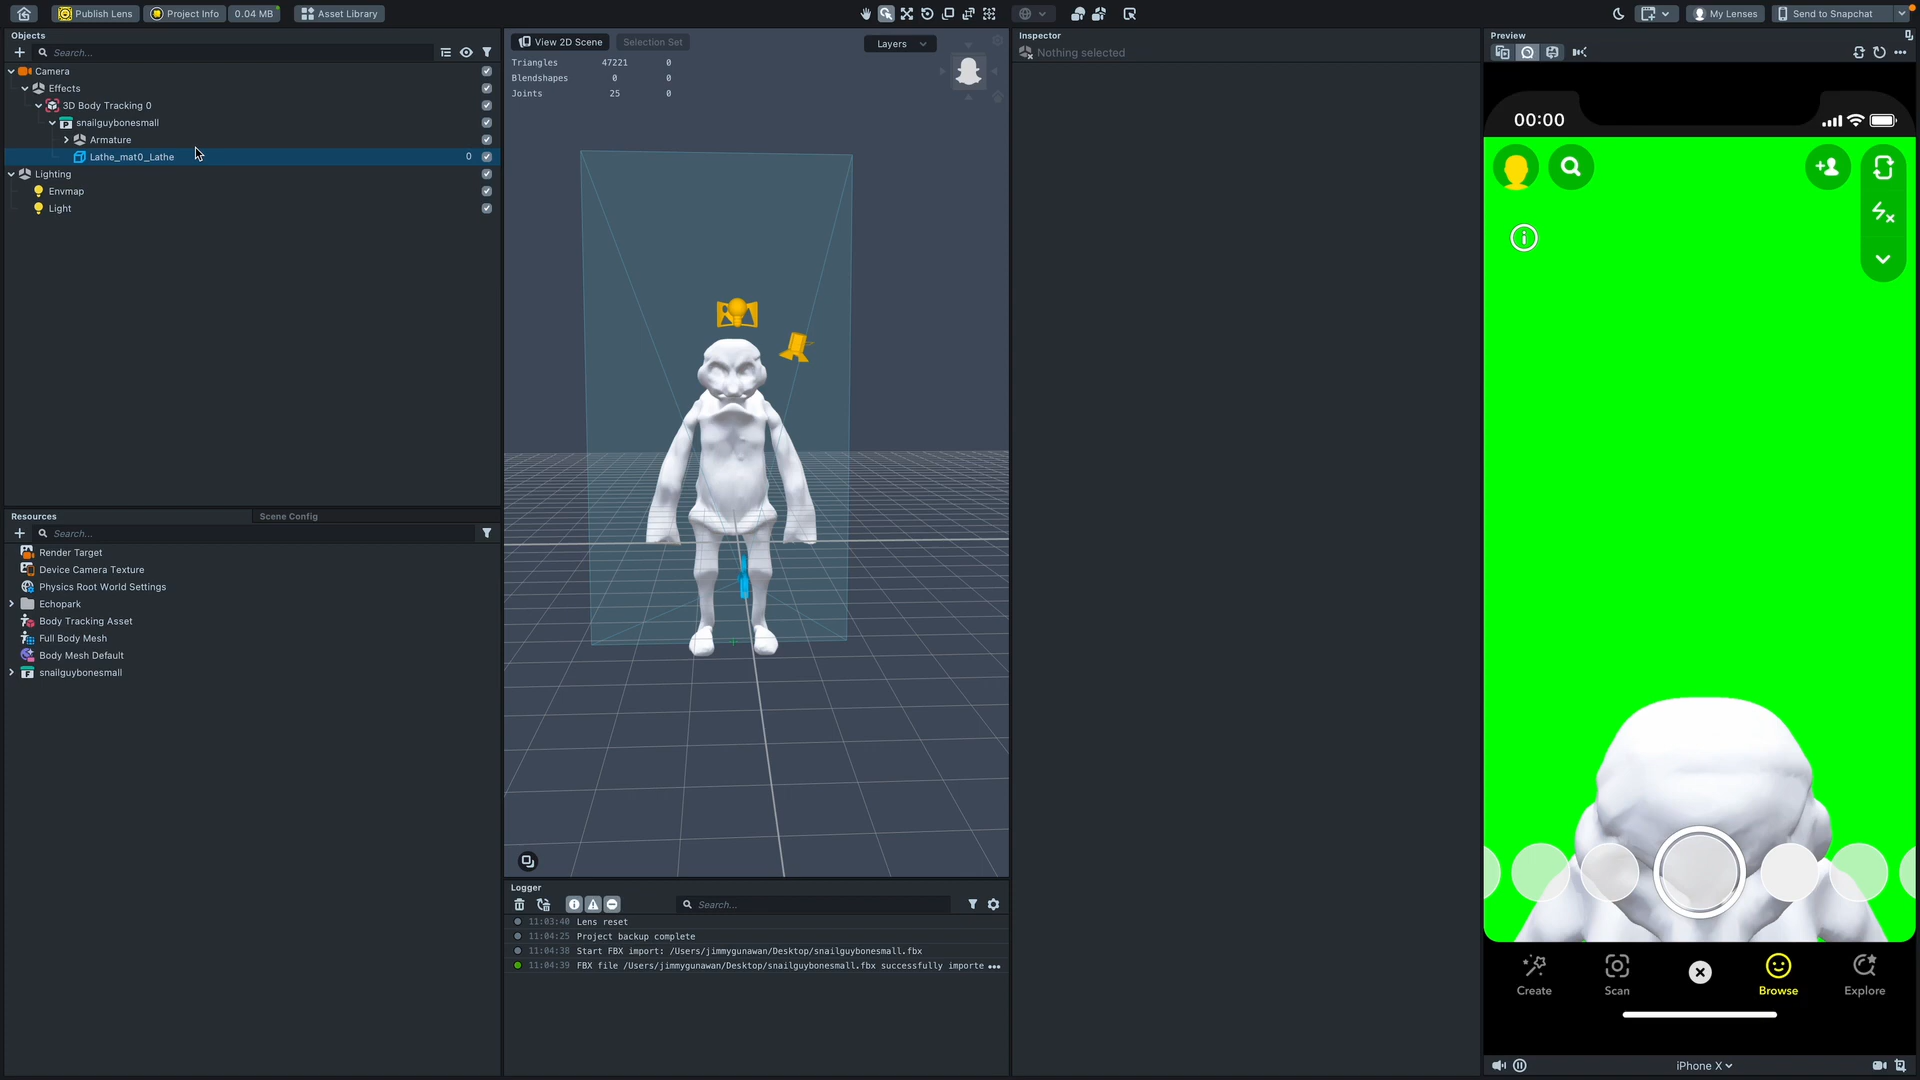 Publish Lens
Project Info
0.04 MB
Asset Library
My Lenses
Send to Snapchat
Objects
Search...
Camera
Effects
3D Body Tracking 0
snailguybonesmall
Armature
Lathe_mat0_Lathe
0
Lighting
Envmap
Light
Resources
Scene Config
Search...
Render Target
Device Camera Texture
Physics Root World Settings
Echopark
Body Tracking Asset
Full Body Mesh
Body Mesh Default
snailguybonesmall
View 2D Scene
Selection Set
Layers
Triangles 47221 0
Blendshapes 0 0
Joints 25 0
Logger
Search...
11:03:40 Lens reset
11:04:25 Project backup complete
11:04:38 Start FBX import: /Users/jimmygunawan/Desktop/snailguybonesmall.fbx
11:04:39 FBX file /Users/jimmygunawan/Desktop/snailguybonesmall.fbx successfully importe
Inspector
Nothing selected
Preview
00:00
Create
Scan
Browse
Explore
iPhone X